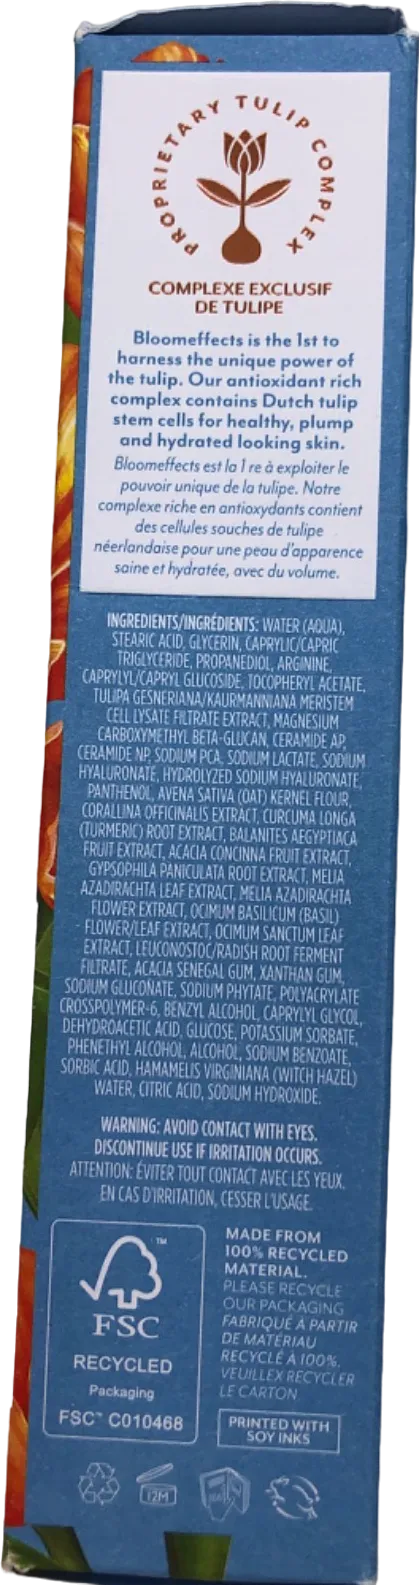 PROPRIETARY TULIP COMPLEX
COMPLEXE EXCLUSIF
DE TULIPE
Bloomeffects is the 1st to
harness the unique power of
the tulip. Our antioxidant rich
complex contains Dutch tulip
stem cells for healthy, plump
and hydrated looking skin.
Bloomeffects est la 1 re à exploiter le
pouvoir unique de la tulipe. Notre
complexe riche en antioxydants contient
des cellules souches de tulipe
néerlandaise pour une peau d'apparence
saine et hydratée, avec du volume.
INGREDIENTS/INGRÉDIENTS: WATER (AQUA),
STEARIC ACID, GLYCERIN, CAPRYLIC/CAPRIC
TRIGLYCERIDE, PROPANEDIOL, ARGININE,
CAPRYLYL/CAPRYL GLUCOSIDE, TOCOPHERYL ACETATE,
TULIPA GESNERIANA/KAURMANNIANA MERISTEM
CELL LYSATE FILTRATE EXTRACT, MAGNESIUM
CARBOXYMETHYL BETA-GLUCAN, CERAMIDE AP,
CERAMIDE NP, SODIUM PCA, SODIUM LACTATE, SODIUM
HYALURONATE, HYDROLYZED SODIUM HYALURONATE,
PANTHENOL, AVENA SATIVA (OAT) KERNEL FLOUR,
CORALLINA OFFICINALIS EXTRACT, CURCUMA LONGA
(TURMERIC) ROOT EXTRACT, BALANITES AEGYPTIACA
FRUIT EXTRACT, ACACIA CONCINNA FRUIT EXTRACT,
GYPSOPHILA PANICULATA ROOT EXTRACT, MELIA
AZADIRACHTA LEAF EXTRACT, MELIA AZADIRACHTA
FLOWER EXTRACT, OCIMUM BASILICUM (BASIL)
FLOWER/LEAF EXTRACT, OCIMUM SANCTUM LEAF
EXTRACT, LEUCONOSTOC/RADISH ROOT FERMENT
FILTRATE, ACACIA SENEGAL GUM, XANTHAN GUM,
SODIUM GLUCONATE, SODIUM PHYTATE, POLYACRYLATE
CROSSPOLYMER-6, BENZYL ALCOHOL, CAPRYLYL GLYCOL,
DEHYDROACETIC ACID, GLUCOSE, POTASSIUM SORBATE,
PHENETHYL ALCOHOL, ALCOHOL, SODIUM BENZOATE,
SORBIC ACID, HAMAMELIS VIRGINIANA (WITCH HAZEL)
WATER, CITRIC ACID, SODIUM HYDROXIDE.
WARNING: AVOID CONTACT WITH EYES.
DISCONTINUE USE IF IRRITATION OCCURS.
ATTENTION: ÉVITER TOUT CONTACT AVEC LES YEUX.
EN CAS D'IRRITATION, CESSER L'USAGE.
TM
FSC
RECYCLED
Packaging
FSC™ C010468
MADE FROM
100% RECYCLED
MATERIAL.
PLEASE RECYCLE
OUR PACKAGING
FABRIQUÉ À PARTIR
DE MATÉRIAU
RECYCLÉ À 100%.
VEUILLEX RECYCLER
LE CARTON
PRINTED WITH
SOY INKS
12M